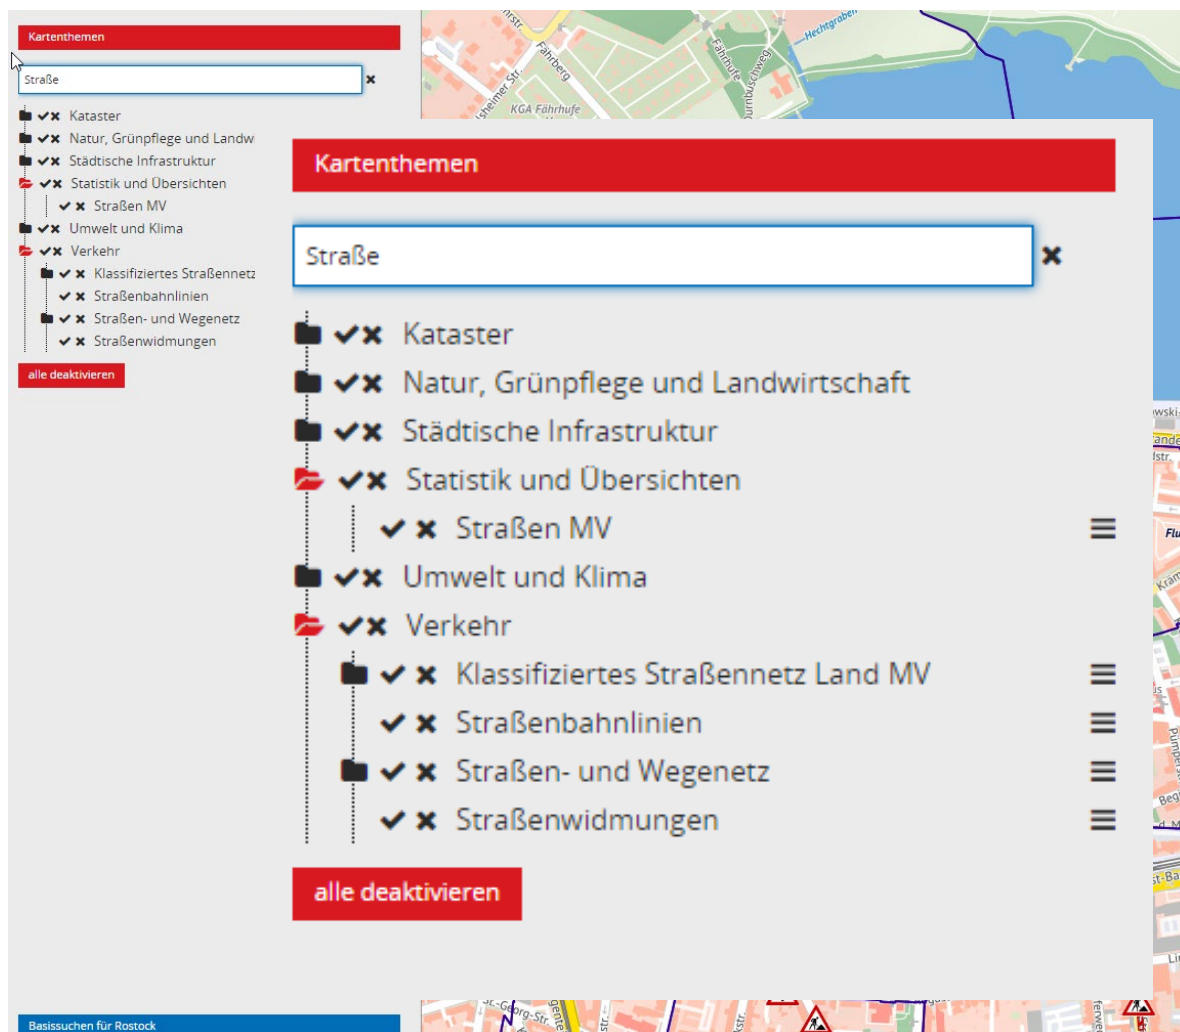 Kartenthemen
Straße
Kataster
Natur, Grünpflege und Landw
Städtische Infrastruktur
Statistik und Übersichten
Straßen MV
Umwelt und Klima
Verkehr
Klassifiziertes Straßennetz
Straßenbahnlinien
Straßen- und Wegenetz
Straßenwidmungen
alle deaktivieren
Basissuchen für Rostock
Kartenthemen
Straße
Kataster
Natur, Grünpflege und Landwirtschaft
Städtische Infrastruktur
Statistik und Übersichten
Straßen MV
Umwelt und Klima
Verkehr
Klassifiziertes Straßennetz Land MV
Straßenbahnlinien
Straßen- und Wegenetz
Straßenwidmungen
alle deaktivieren
Fährberg
Fährhufe
Hechtgraben
KGA Fährhufe